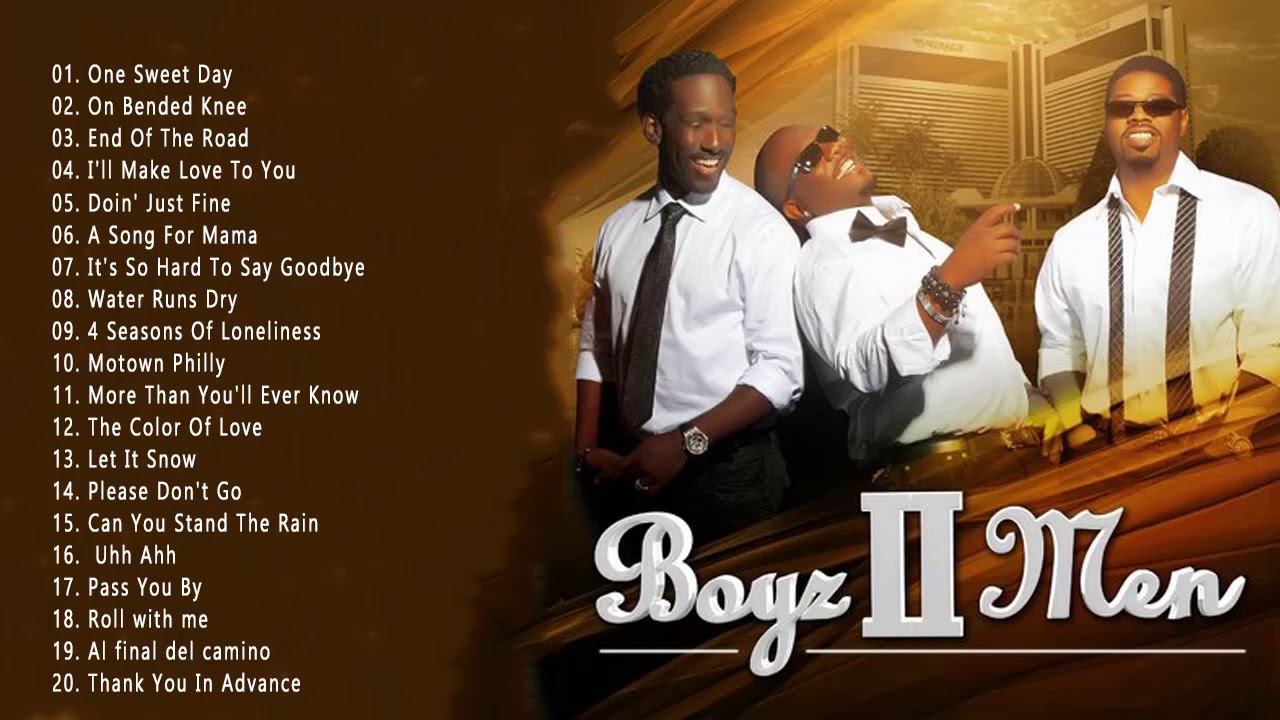 01. One Sweet Day
02. On Bended Knee
03. End Of The Road
04. I'll Make Love To You
05. Doin' Just Fine
06. A Song For Mama
07. It's So Hard To Say Goodbye
08. Water Runs Dry
09. 4 Seasons Of Loneliness
10. Motown Philly
11. More Than You'll Ever Know
12. The Color Of Love
13. Let It Snow
14. Please Don't Go
15. Can You Stand The Rain
16.  Uhh Ahh
17. Pass You By
18. Roll with me
19. Al final del camino
20. Thank You In Advance
MIRAGE
Boyz II Men